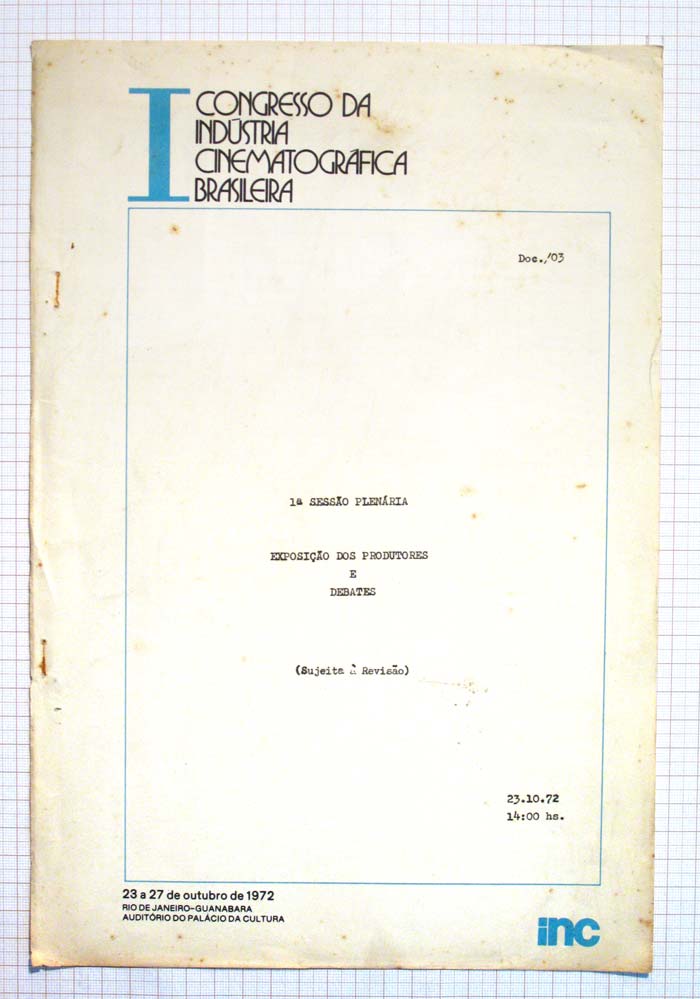 I CONGRESSO DA
INDÚSTRIA
CINEMATOGRÁFICA
BRASILEIRA
Doc./03
1ª SESSÃO PLENÁRIA
EXPOSIÇÃO DOS PRODUTORES
E
DEBATES
(Sujeita à Revisão)
23.10.72
14:00 hs.
23 a 27 de outubro de 1972
RIO DE JANEIRO-GUANABARA
AUDITÓRIO DO PALÁCIO DA CULTURA
inc